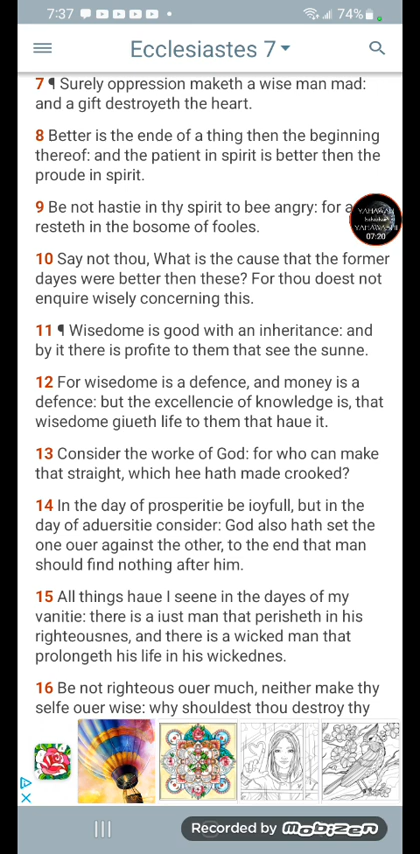 7:37
74%
Ecclesiastes 7
7 ¶ Surely oppression maketh a wise man mad:
and a gift destroyeth the heart.
8 Better is the ende of a thing then the beginning
thereof: and the patient in spirit is better then the
proude in spirit.
9 Be not hastie in thy spirit to bee angry: for a
resteth in the bosome of fooles.
YAHAWAH
YAHAWASHI
07:20
10 Say not thou, What is the cause that the former
dayes were better then these? For thou doest not
enquire wisely concerning this.
11 ¶ Wisedome is good with an inheritance: and
by it there is profite to them that see the sunne.
12 For wisedome is a defence, and money is a
defence: but the excellencie of knowledge is, that
wisedome giueth life to them that haue it.
13 Consider the worke of God: for who can make
that straight, which hee hath made crooked?
14 In the day of prosperitie be ioyfull, but in the
day of aduersitie consider: God also hath set the
one ouer against the other, to the end that man
should find nothing after him.
15 All things haue I seene in the dayes of my
vanitie: there is a iust man that perisheth in his
righteousnes, and there is a wicked man that
prolongeth his life in his wickednes.
16 Be not righteous ouer much, neither make thy
selfe ouer wise: why shouldest thou destroy thy
Recorded by Mobizen